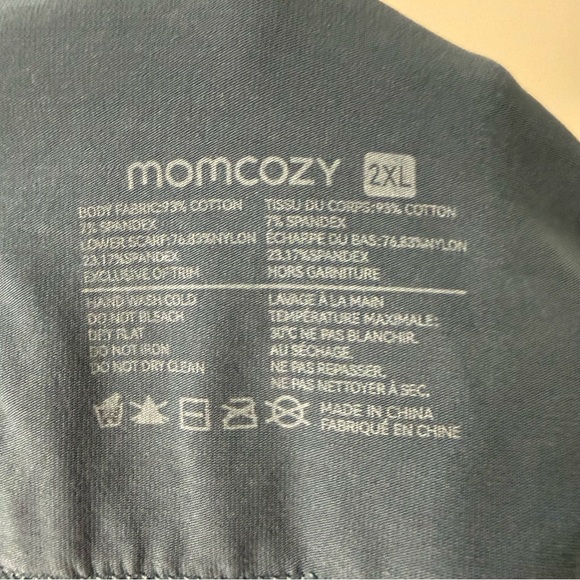 momcozy 2XL
BODY FABRIC:93% COTTON
7% SPANDEX
LOWER SCARF:76.83%NYLON
23.17%SPANDEX
EXCLUSIVE OF TRIM
TISSU DU CORPS:93% COTTON
7% SPANDEX
ÉCHARPE DU BAS:76.83%NYLON
23.17%SPANDEX
HORS GARNITURE
HAND WASH COLD
DO NOT BLEACH
DRY FLAT
DO NOT IRON
DO NOT DRY CLEAN
LAVAGE À LA MAIN
TEMPÉRATURE MAXIMALE:
30°C NE PAS BLANCHIR.
AU SÉCHAGE.
NE PAS REPASSER.
NE PAS NETTOYER À SEC.
MADE IN CHINA
FABRIQUÉ EN CHINE